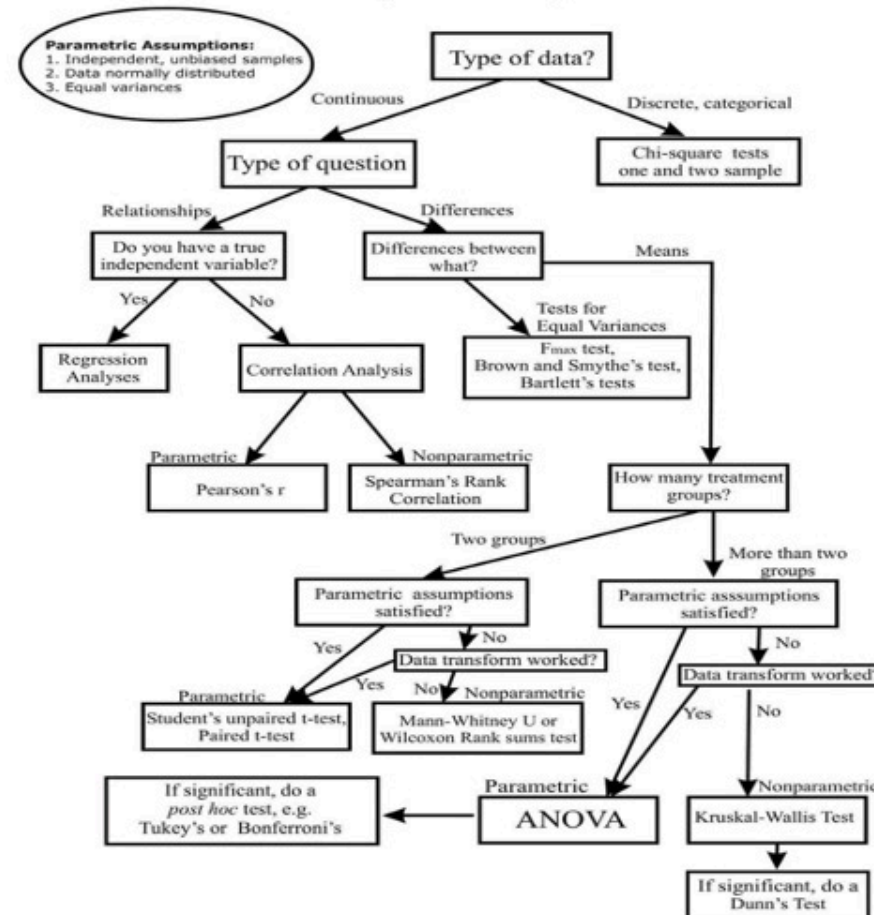 Parametric Assumptions:
1. Independent, unbiased samples
2. Data normally distributed
3. Equal variances
Type of data?
Continuous
Discrete, categorical
Type of question
Chi-square tests
one and two sample
Relationships
Differences
Do you have a true
independent variable?
Differences between
what?
Means
Yes
No
Tests for
Equal Variances
Regression
Analyses
Correlation Analysis
Fmax test,
Brown and Smythe's test,
Bartlett's tests
Parametric
Nonparametric
Pearson's r
Spearman's Rank
Correlation
How many treatment
groups?
Two groups
More than two
groups
Parametric assumptions
satisfied?
Parametric asssumptions
satisfied?
Yes
No
No
Data transform worked?
Data transform worked?
Yes
No
Yes
Yes
No
Parametric
Nonparametric
Student's unpaired t-test,
Paired t-test
Mann-Whitney U or
Wilcoxon Rank sums test
If significant, do a
post hoc test, e.g.
Tukey's or Bonferroni's
Parametric
ANOVA
Nonparametric
Kruskal-Wallis Test
If significant, do a
Dunn's Test